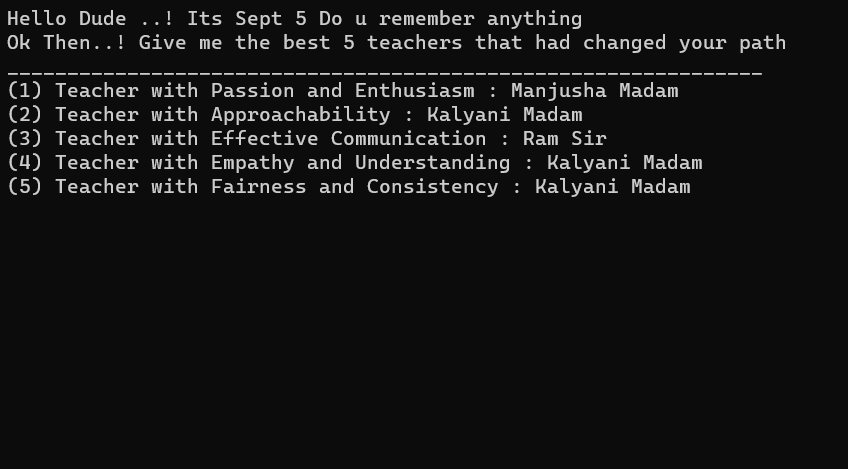 Hello Dude ..! Its Sept 5 Do u remember anything
Ok Then..! Give me the best 5 teachers that had changed your path
_______________________________________________________________
(1) Teacher with Passion and Enthusiasm : Manjusha Madam
(2) Teacher with Approachability : Kalyani Madam
(3) Teacher with Effective Communication : Ram Sir
(4) Teacher with Empathy and Understanding : Kalyani Madam
(5) Teacher with Fairness and Consistency : Kalyani Madam